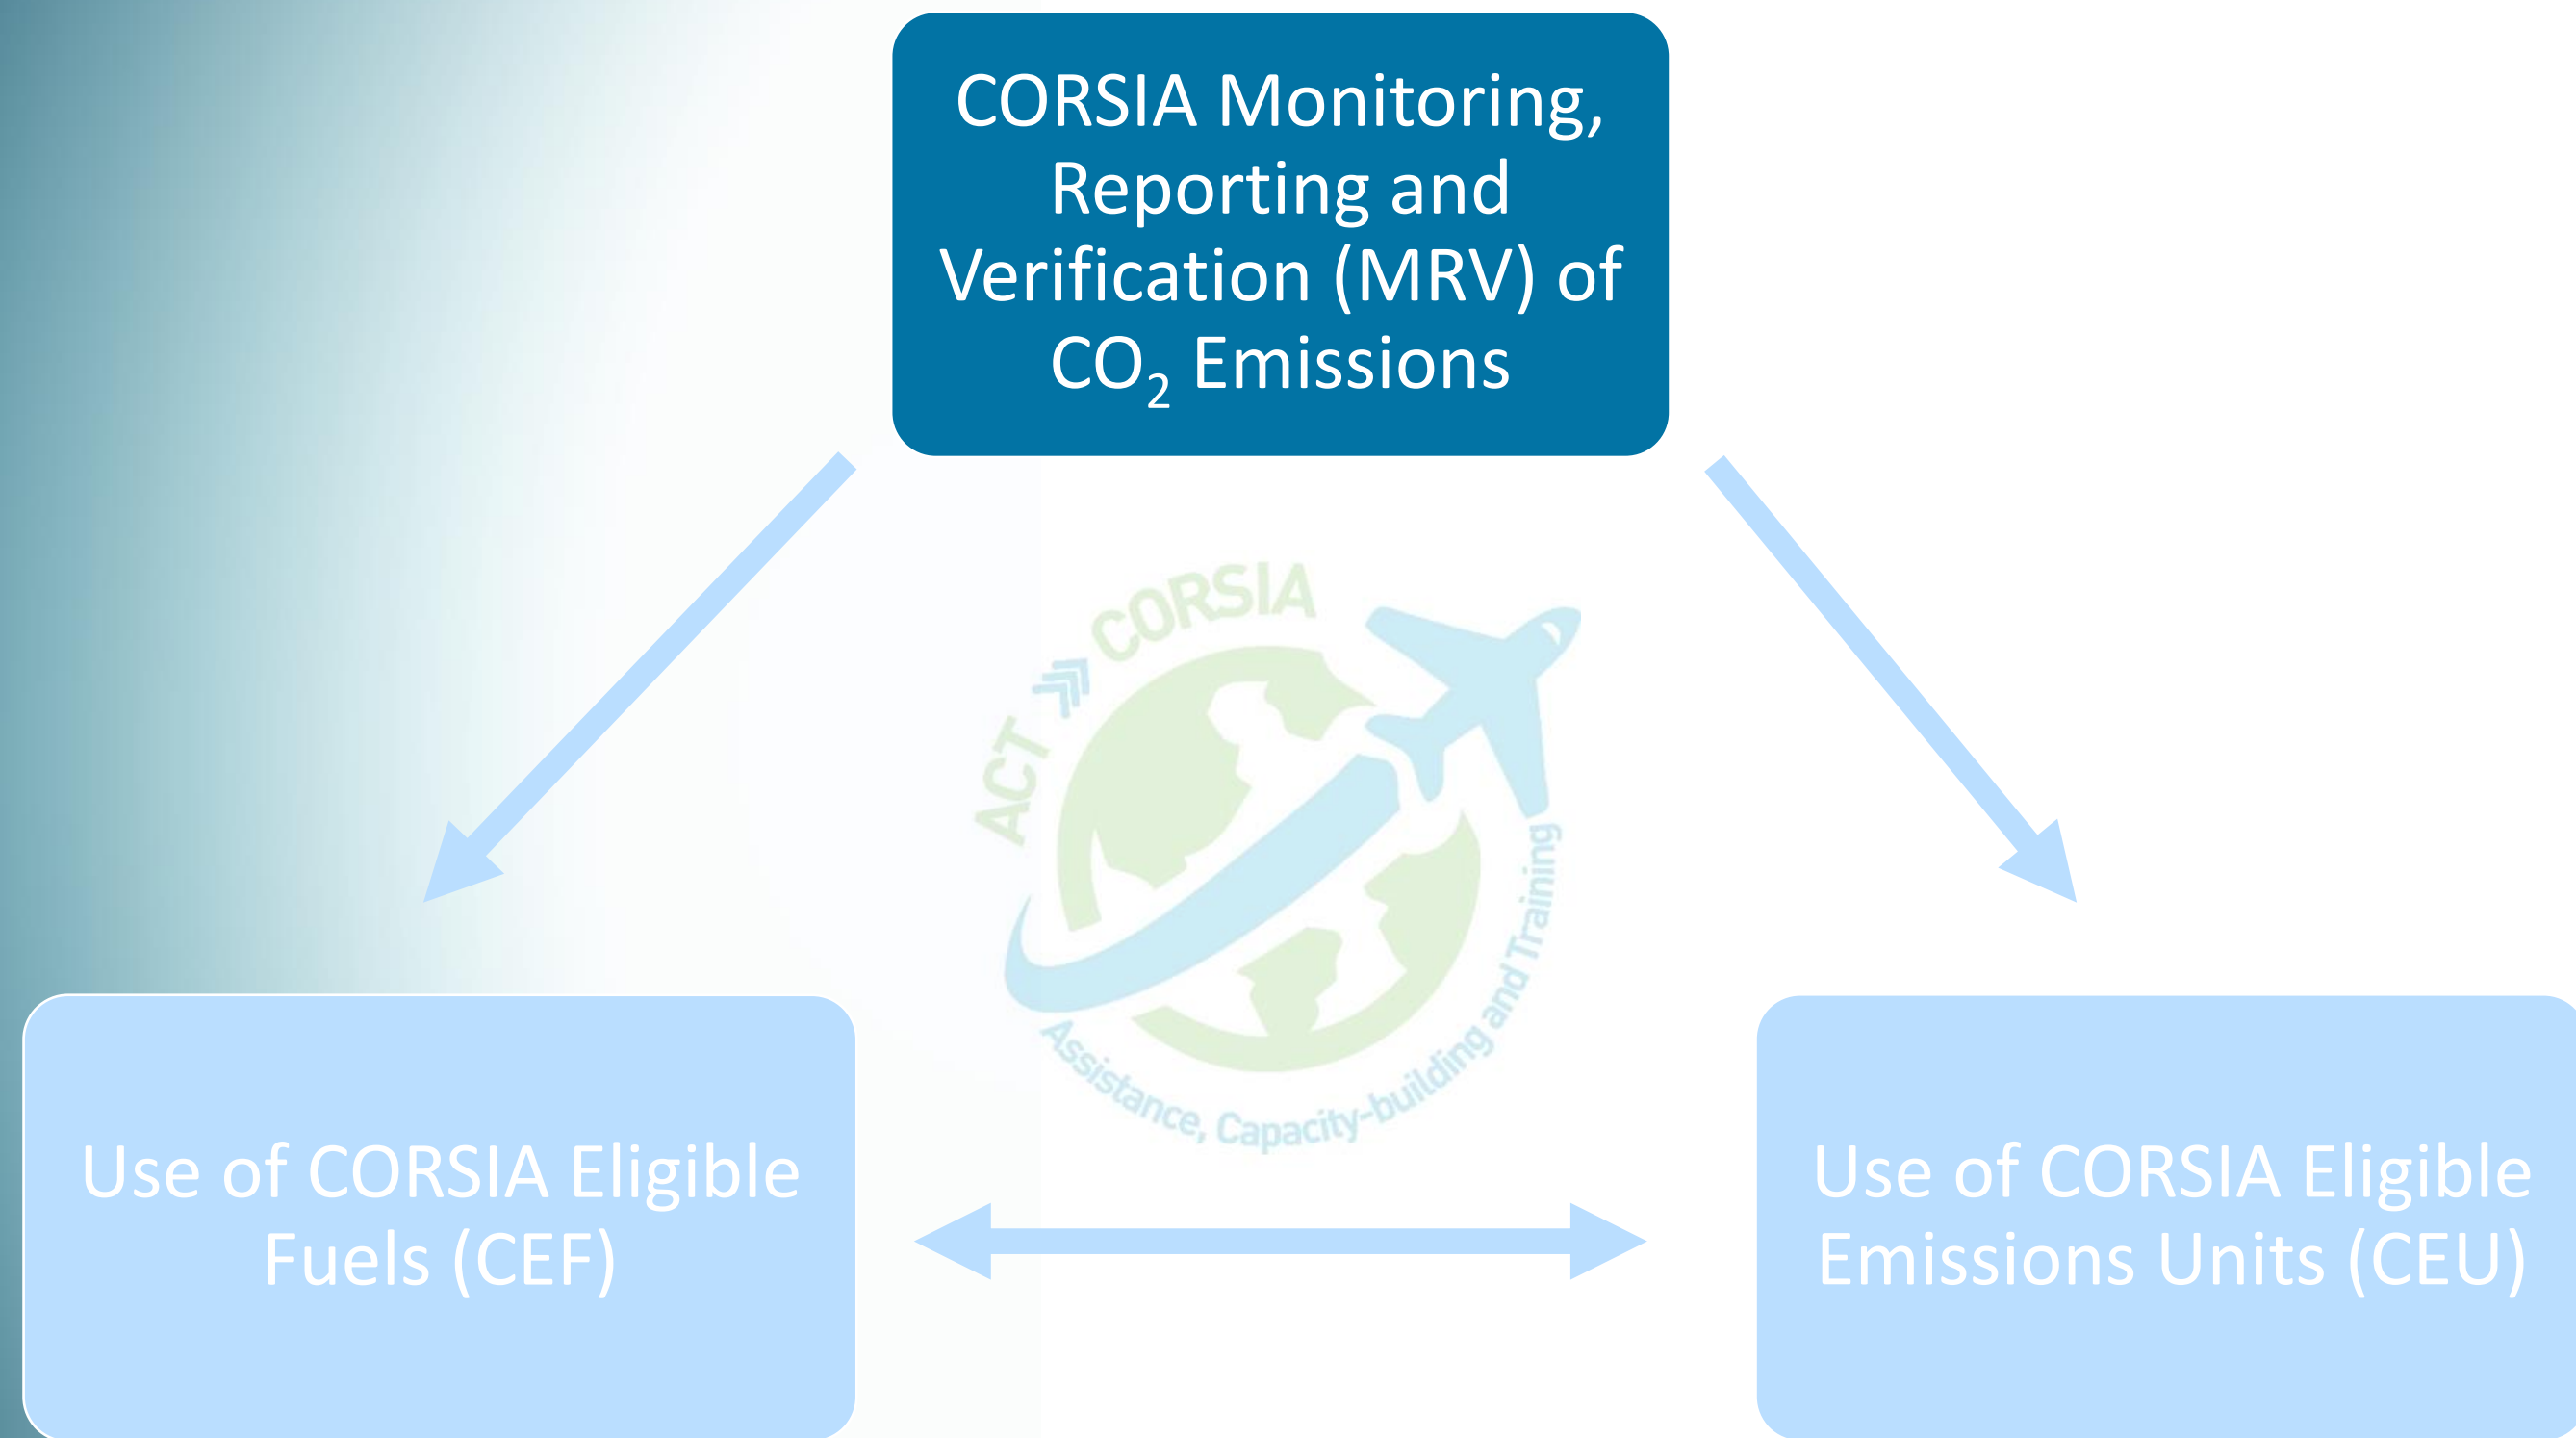 CORSIA Monitoring,
Reporting and
Verification (MRV) of
CO₂ Emissions
ACT CORSIA
Assistance, Capacity-building and Training
Use of CORSIA Eligible
Fuels (CEF)
Use of CORSIA Eligible
Emissions Units (CEU)